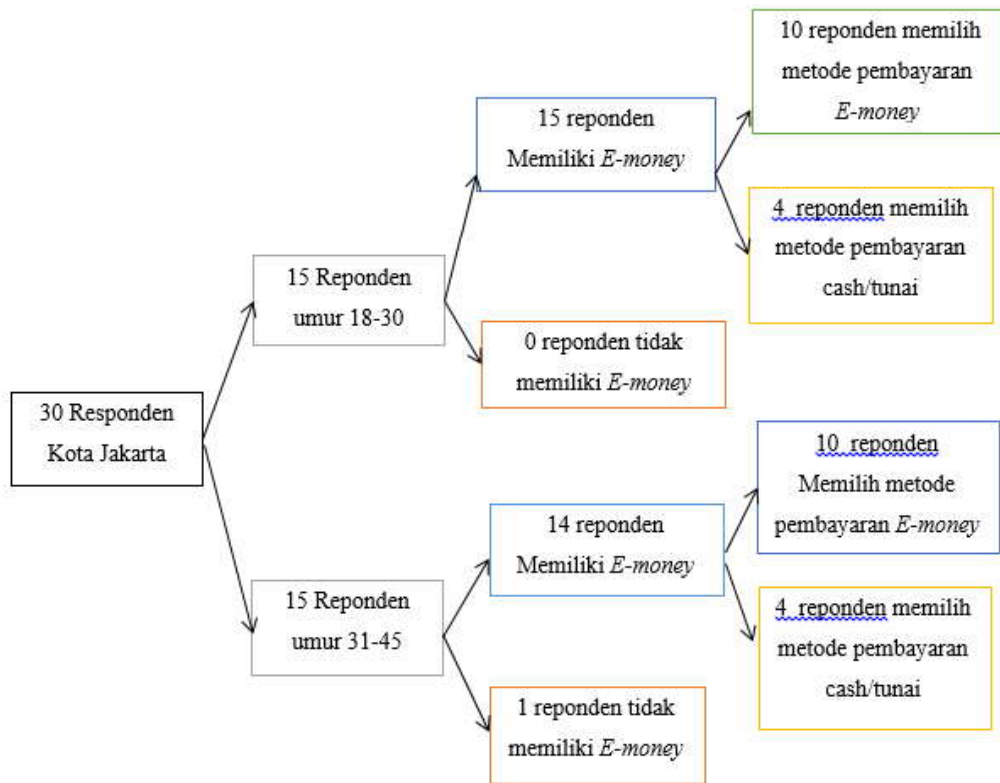 30 Responden
Kota Jakarta
15 Reponden
umur 18-30
15 reponden
Memiliki E-money
10 reponden memilih
metode pembayaran
E-money
4 reponden memilih
metode pembayaran
cash/tunai
0 reponden tidak
memiliki E-money
15 Reponden
umur 31-45
14 reponden
Memiliki E-money
10 reponden
Memilih metode
pembayaran E-money
4 reponden memilih
metode pembayaran
cash/tunai
1 reponden tidak
memiliki E-money